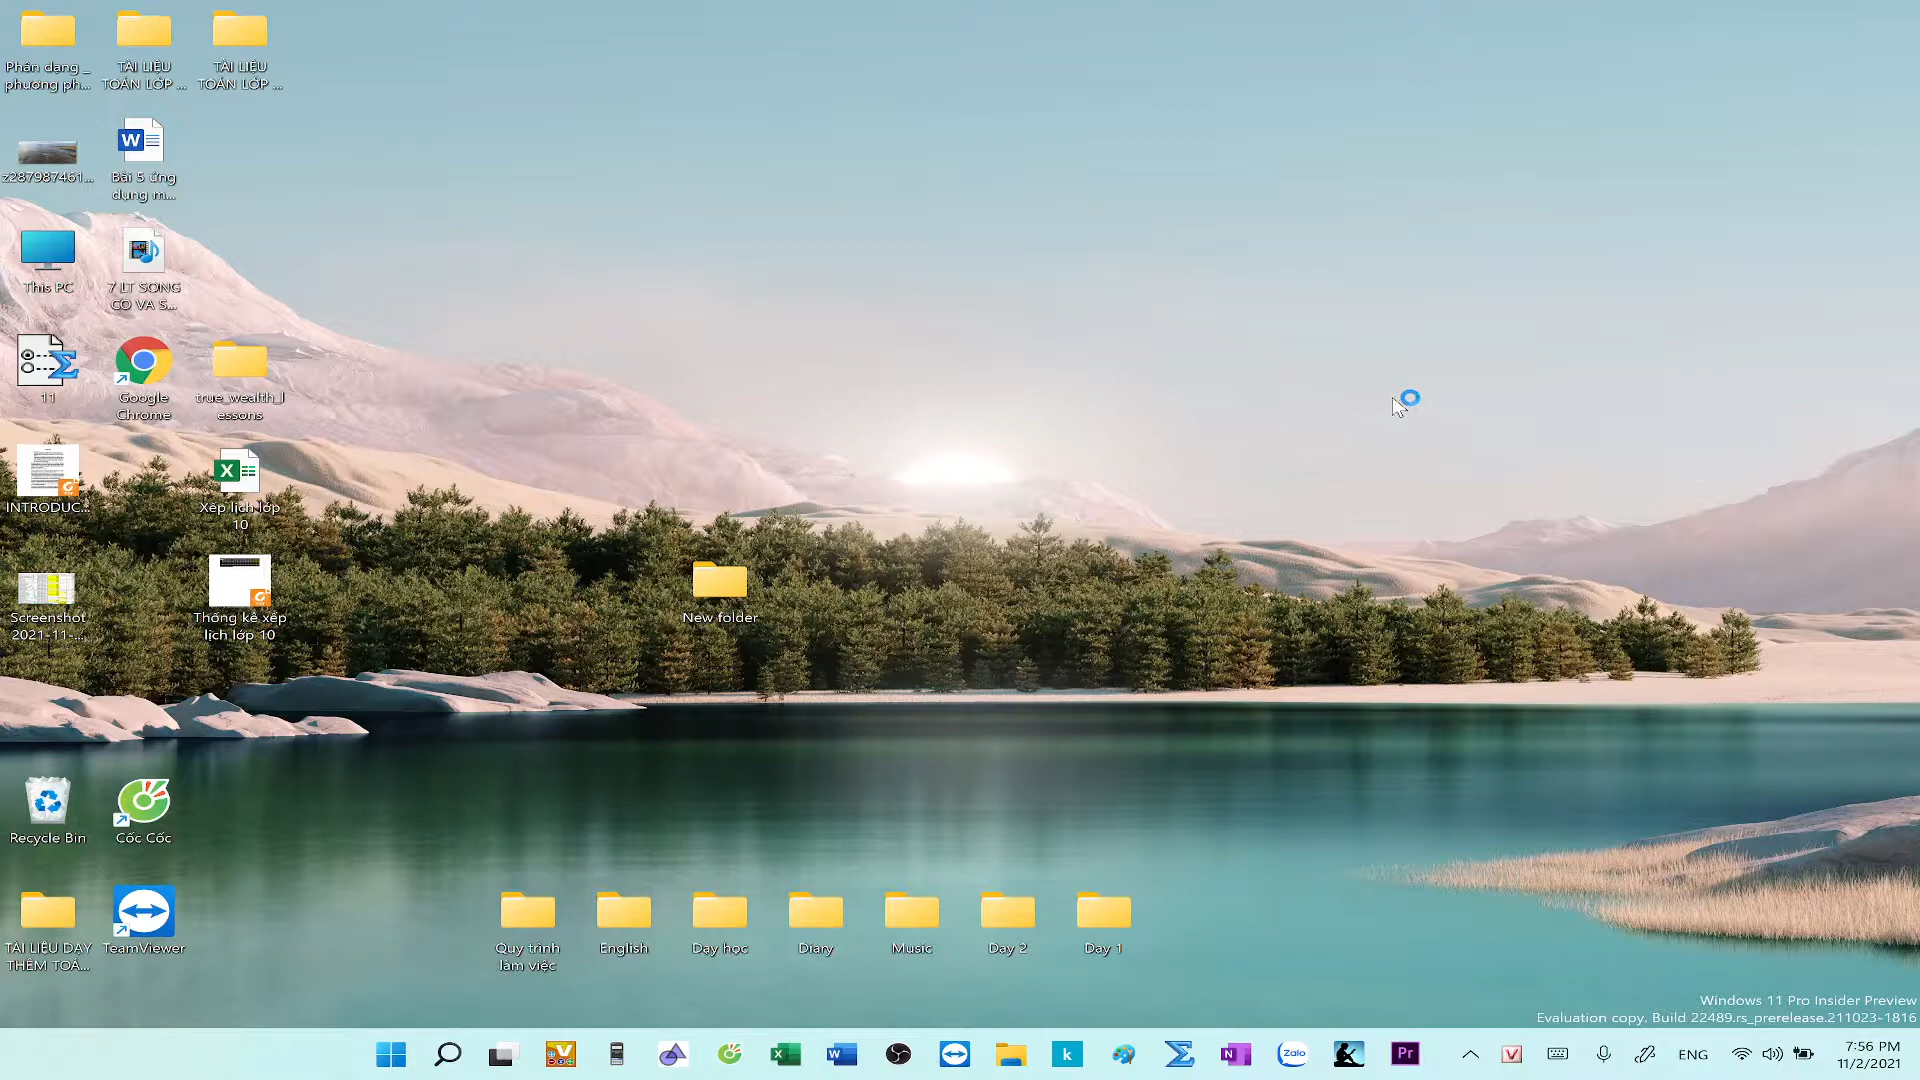 Phân dạng _
phương ph...
TÀI LIỆU
TOÁN LỚP ...
TÀI LIỆU
TOÁN LỚP ...
z287987461...
Bài 5 ứng
dụng m...
This PC
7 LT SONG
CO VA S...
11
Google
Chrome
true_wealth_l
essons
INTRODUC...
Xếp lịch lớp
10
Screenshot
2021-11-...
Thống kê xếp
lịch lớp 10
New folder
Recycle Bin
Cốc Cốc
TÀI LIỆU DẠY
THÊM TOÁ...
TeamViewer
Quy trình
làm việc
English
Dạy học
Diary
Music
Day 2
Day 1
Windows 11 Pro Insider Preview
Evaluation copy. Build 22489.rs_prerelease.211023-1816
Zalo
Pr
ENG
7:56 PM
11/2/2021